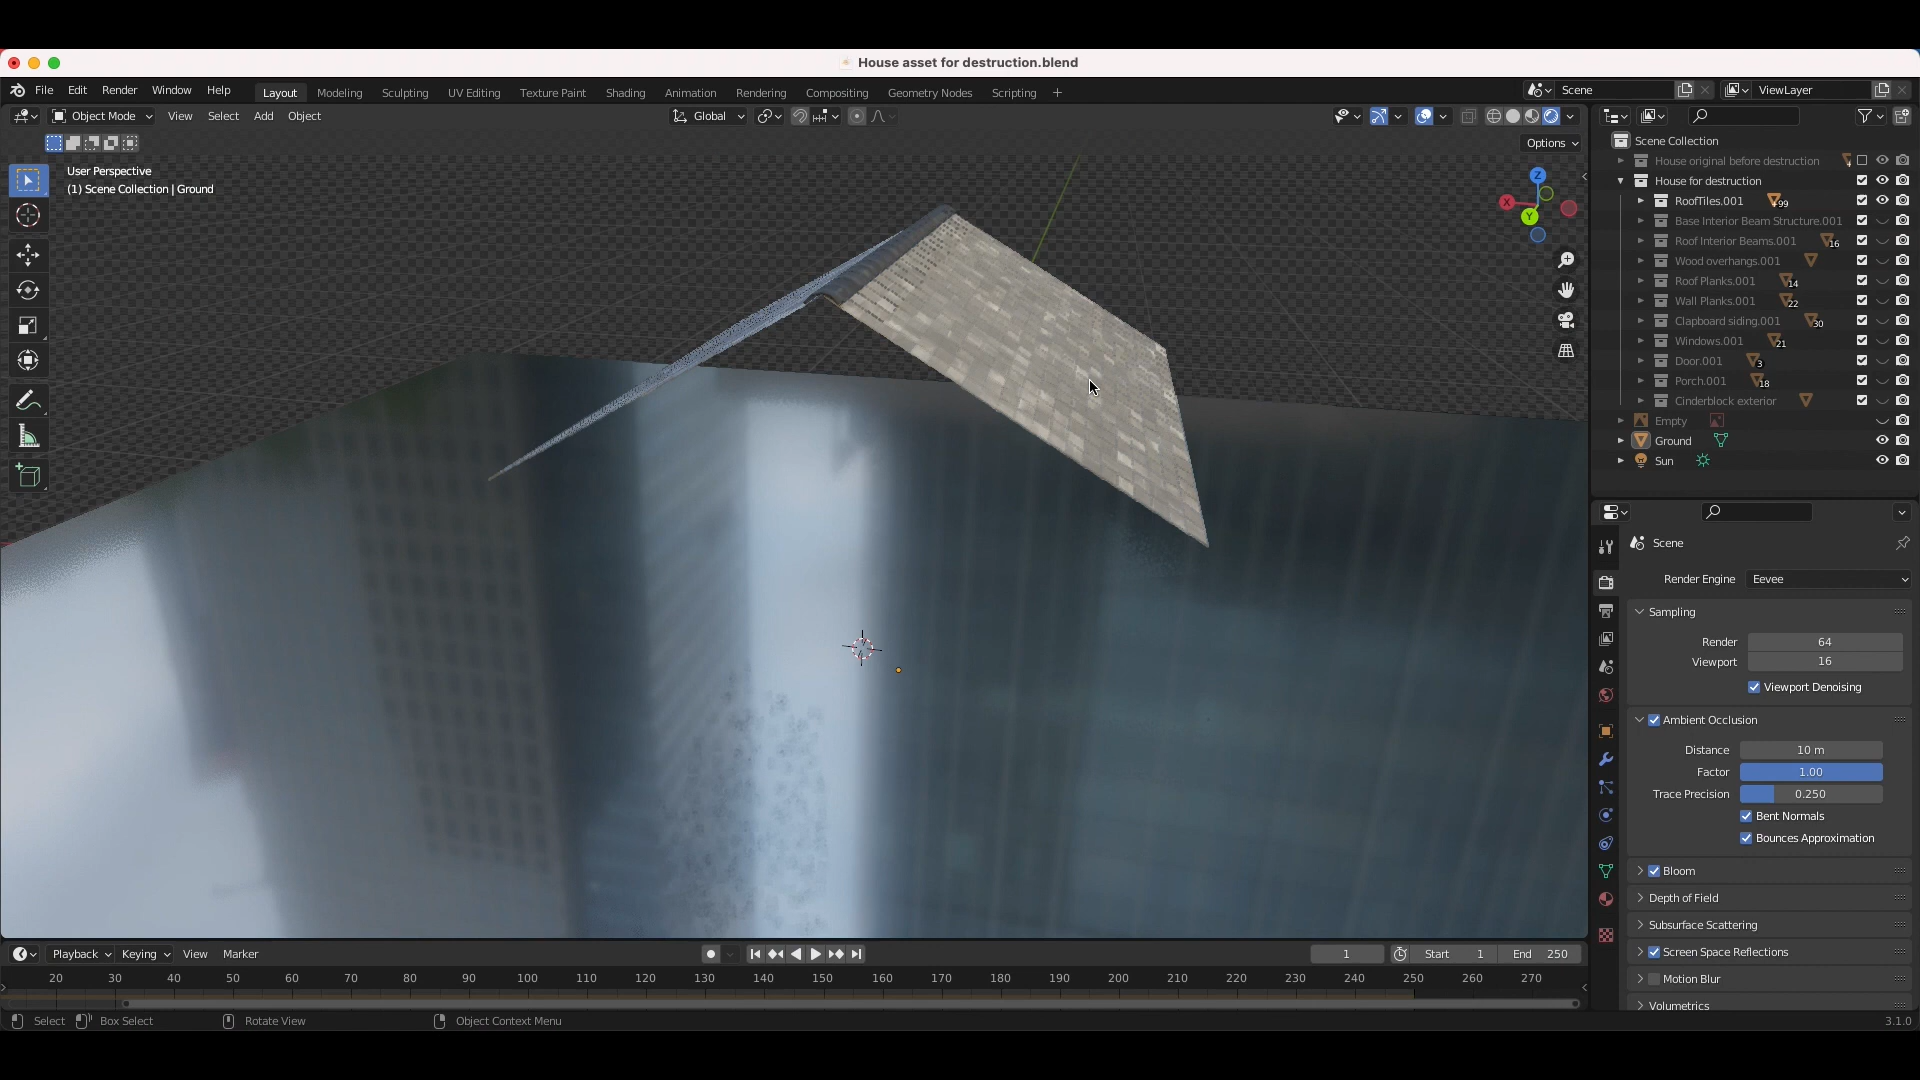 House asset for destruction.blend
File Edit Render Window Help Layout Modeling Sculpting UV Editing Texture Paint Shading Animation Rendering Compositing Geometry Nodes Scripting + Scene ViewLayer
Object Mode View Select Add Object Global
Options
User Perspective
(1) Scene Collection | Ground
Z
X
Y
Scene Collection
House original before destruction
House for destruction
RoofTiles.001 +99
Base Interior Beam Structure.001
Roof Interior Beams.001 16
Wood overhangs.001
Roof Planks.001 14
Wall Planks.001 22
Clapboard siding.001 30
Windows.001 21
Door.001 3
Porch.001 18
Cinderblock exterior
Empty
Ground
Sun
Scene
Render Engine Eevee
Sampling
Render 64
Viewport 16
Viewport Denoising
Ambient Occlusion
Distance 10 m
Factor 1.00
Trace Precision 0.250
Bent Normals
Bounces Approximation
Bloom
Depth of Field
Subsurface Scattering
Screen Space Reflections
Motion Blur
Volumetrics
Playback Keying View Marker 1 Start 1 End 250
20 30 40 50 60 70 80 90 100 110 120 130 140 150 160 170 180 190 200 210 220 230 240 250 260 270
Select Box Select Rotate View Object Context Menu 3.1.0